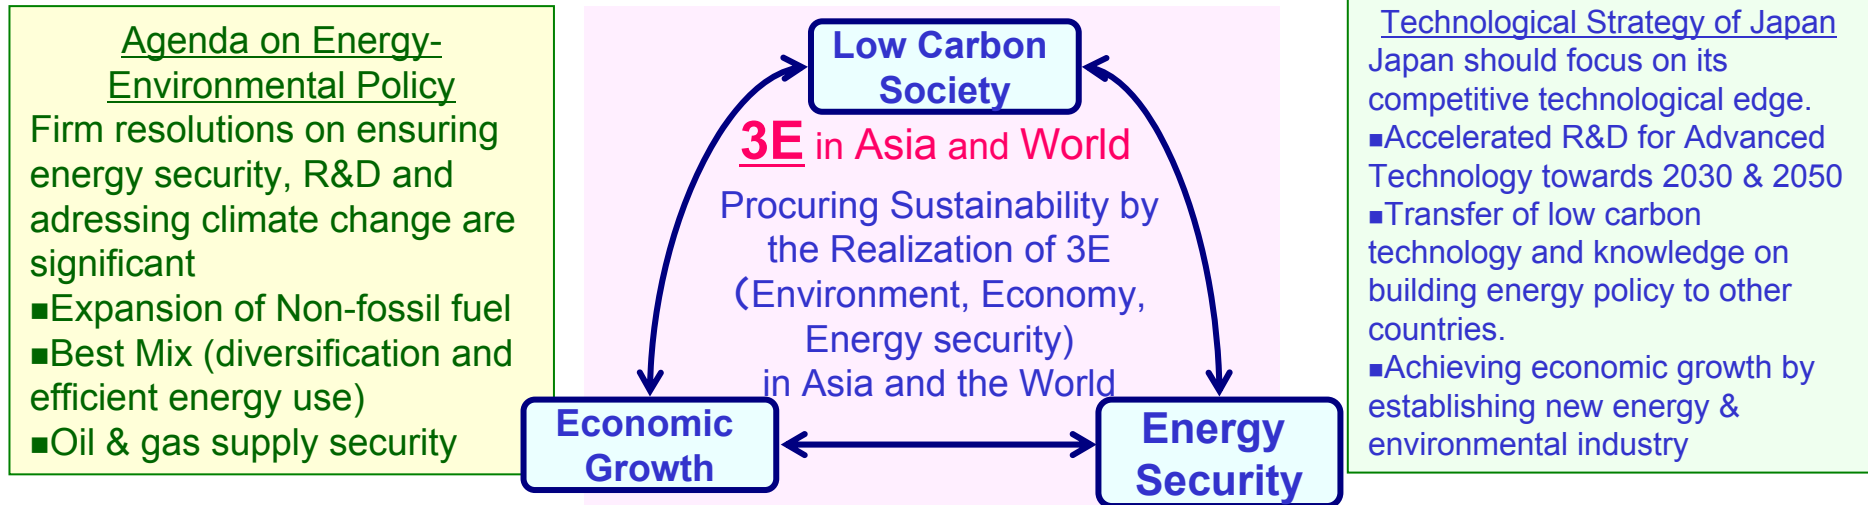 Agenda on Energy-
Environmental Policy
Firm resolutions on ensuring
energy security, R&D and
adressing climate change are
significant
■Expansion of Non-fossil fuel
■Best Mix (diversification and
efficient energy use)
■Oil & gas supply security
Low Carbon
Society
3E in Asia and World
Procuring Sustainability by
the Realization of 3E
（Environment, Economy,
Energy security)
in Asia and the World
Economic
Growth
Energy
Security
Technological Strategy of Japan
Japan should focus on its
competitive technological edge.
■Accelerated R&D for Advanced
Technology towards 2030 & 2050
■Transfer of low carbon
technology and knowledge on
building energy policy to other
countries.
■Achieving economic growth by
establishing new energy &
environmental industry